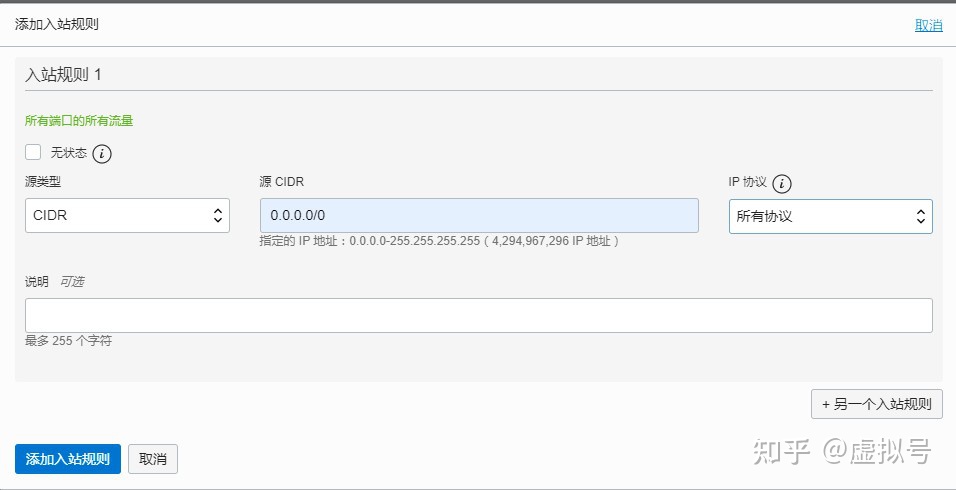 添加入站规则 取消
入站规则 1
所有端口的所有流量
无状态 i
源类型 源 CIDR IP 协议 i
CIDR 0.0.0.0/0 所有协议
指定的 IP 地址：0.0.0.0-255.255.255.255（4,294,967,296 IP 地址）
说明 可选
最多 255 个字符
+ 另一个入站规则
添加入站规则 取消
知乎 @虚拟号